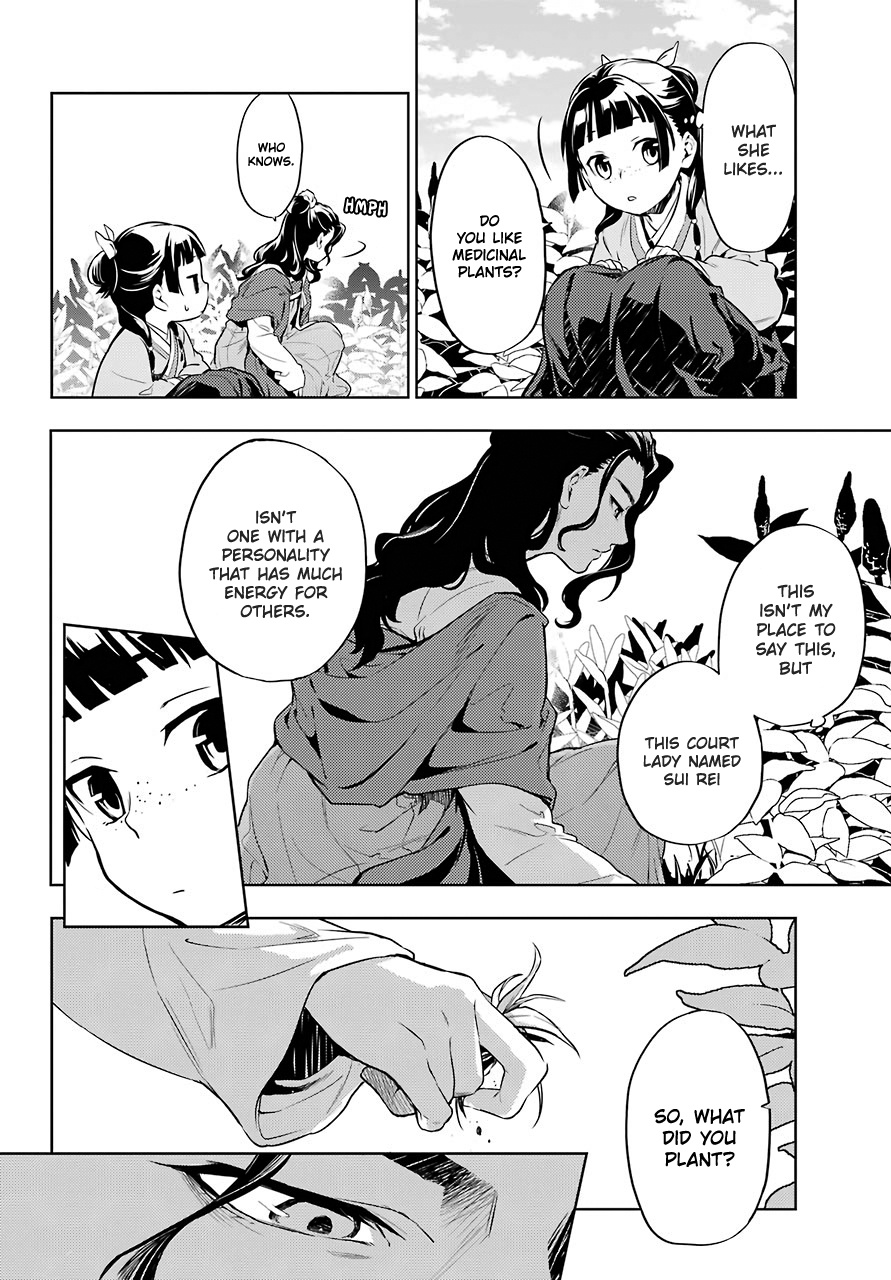 WHAT
SHE
LIKES...
DO
YOU LIKE
MEDICINAL
PLANTS?
WHO
KNOWS.
HMPH
THIS
ISN'T MY
PLACE TO
SAY THIS,
BUT
THIS COURT
LADY NAMED
SUI REI
ISN'T
ONE WITH A
PERSONALITY
THAT HAS MUCH
ENERGY FOR
OTHERS.
SO, WHAT
DID YOU
PLANT?